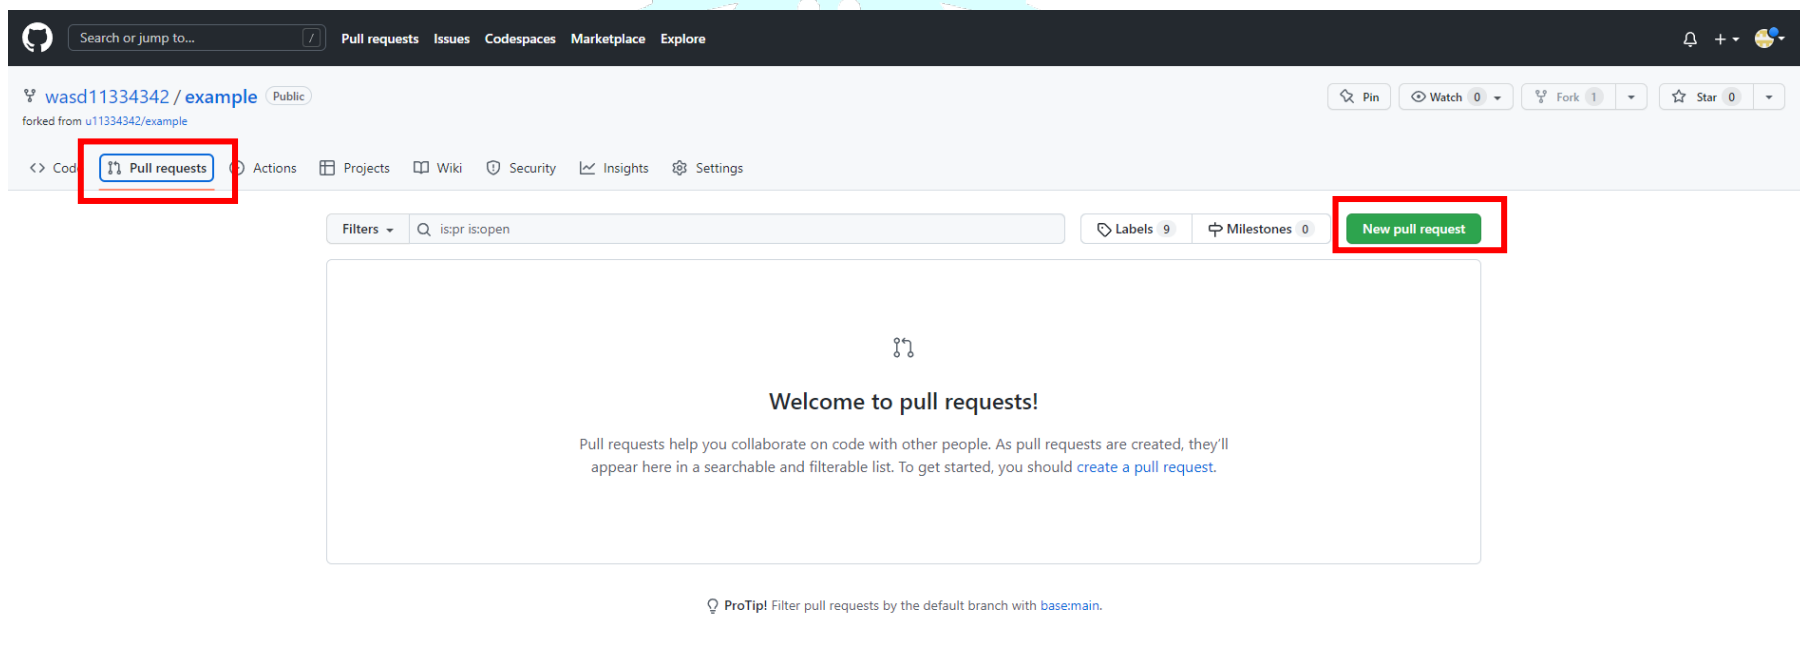 Search or jump to... / Pull requests Issues Codespaces Marketplace Explore
wasd11334342 / example Public Pin Watch 0 Fork 1 Star 0
forked from u11334342/example
Pull requests Actions Projects Wiki Security Insights Settings
Filters is:pr is:open Labels 9 Milestones 0 New pull request
Welcome to pull requests!
Pull requests help you collaborate on code with other people. As pull requests are created, they'll
appear here in a searchable and filterable list. To get started, you should create a pull request.
ProTip! Filter pull requests by the default branch with base:main.